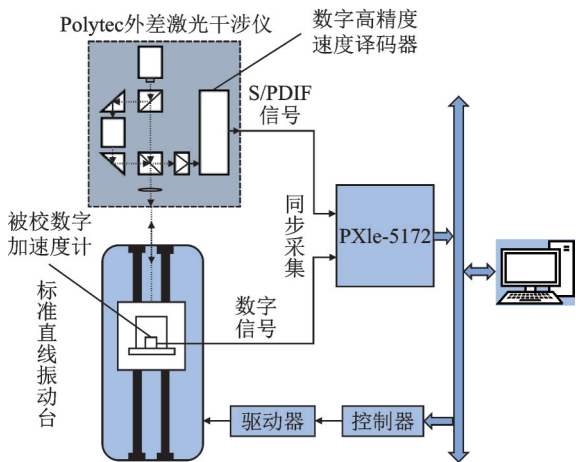 Polytec外差激光干涉仪
数字高精度
速度译码器
S/PDIF
信号
同步采集
PXle-5172
被校数字
加速度计
标准直线振动台
数字
信号
驱动器
控制器